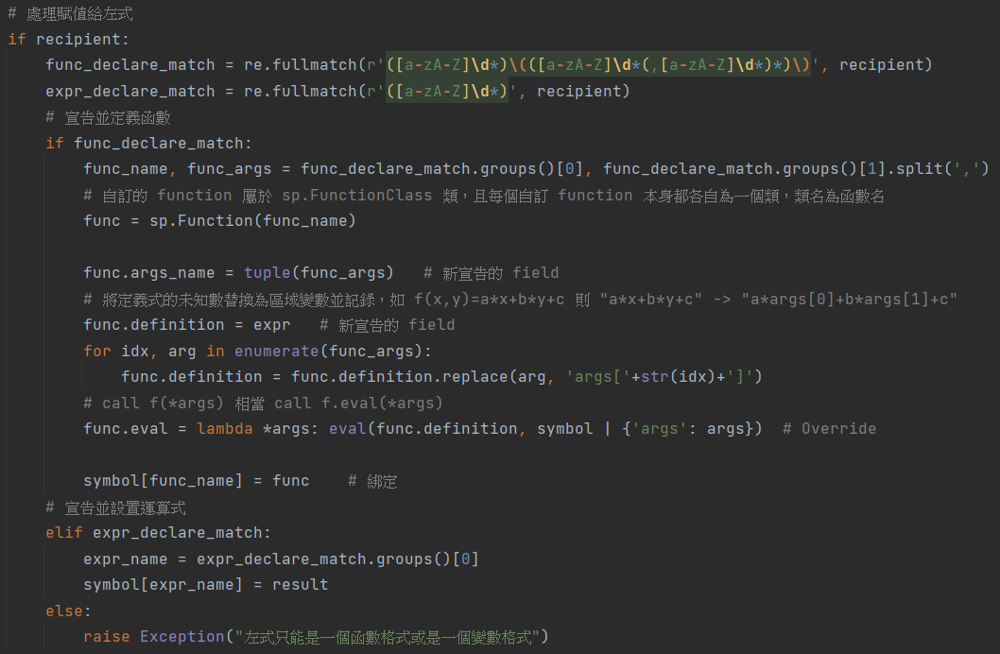 # 處理賦值給左式
if recipient:
    func_declare_match = re.fullmatch(r'([a-zA-Z]\d*)\(([a-zA-Z]\d*(,[a-zA-Z]\d*)*)\)', recipient)
    expr_declare_match = re.fullmatch(r'([a-zA-Z]\d*)', recipient)
    # 宣告並定義函數
    if func_declare_match:
        func_name, func_args = func_declare_match.groups()[0], func_declare_match.groups()[1].split(',')
        # 自訂的 function 屬於 sp.FunctionClass 類，且每個自訂 function 本身都各自為一個類，類名為函數名
        func = sp.Function(func_name)

        func.args_name = tuple(func_args)   # 新宣告的 field
        # 將定義式的未知數替換為區域變數並記錄，如 f(x,y)=a*x+b*y+c 則 "a*x+b*y+c" -> "a*args[0]+b*args[1]+c"
        func.definition = expr   # 新宣告的 field
        for idx, arg in enumerate(func_args):
            func.definition = func.definition.replace(arg, 'args['+str(idx)+']')
        # call f(*args) 相當 call f.eval(*args)
        func.eval = lambda *args: eval(func.definition, symbol | {'args': args})  # Override

        symbol[func_name] = func    # 綁定
    # 宣告並設置運算式
    elif expr_declare_match:
        expr_name = expr_declare_match.groups()[0]
        symbol[expr_name] = result
    else:
        raise Exception("左式只能是一個函數格式或是一個變數格式")